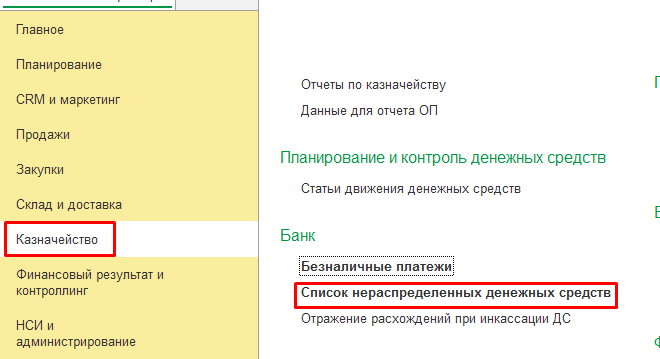 Главное
Планирование
CRM и маркетинг
Продажи
Закупки
Склад и доставка
Казначейство
Финансовый результат и
контроллинг
НСИ и
администрирование
Отчеты по казначейству
Данные для отчета ОП
Планирование и контроль денежных средств
Статьи движения денежных средств
Банк
Безналичные платежи
Список нераспределенных денежных средств
Отражение расхождений при инкассации ДС